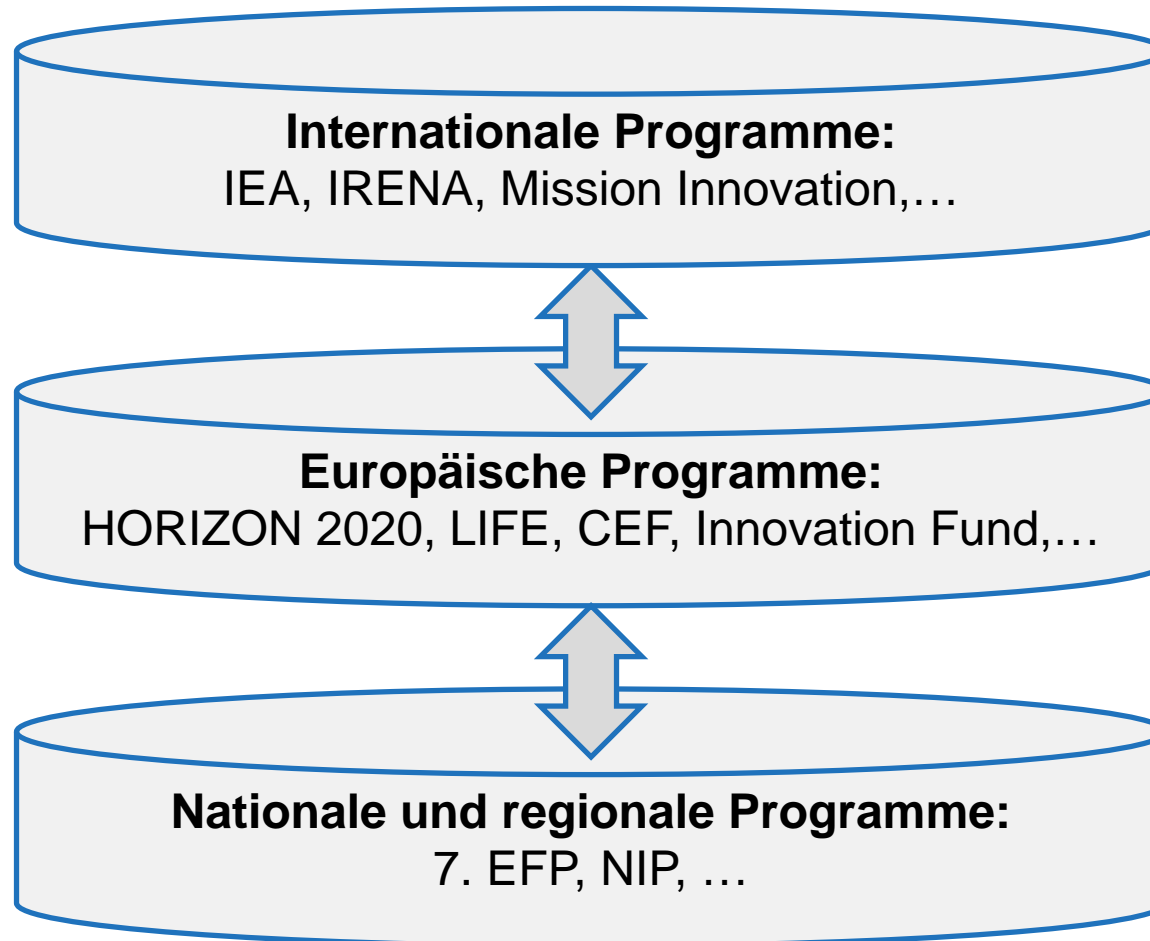 Internationale Programme:
IEA, IRENA, Mission Innovation,…
Europäische Programme:
HORIZON 2020, LIFE, CEF, Innovation Fund,…
Nationale und regionale Programme:
7. EFP, NIP, …